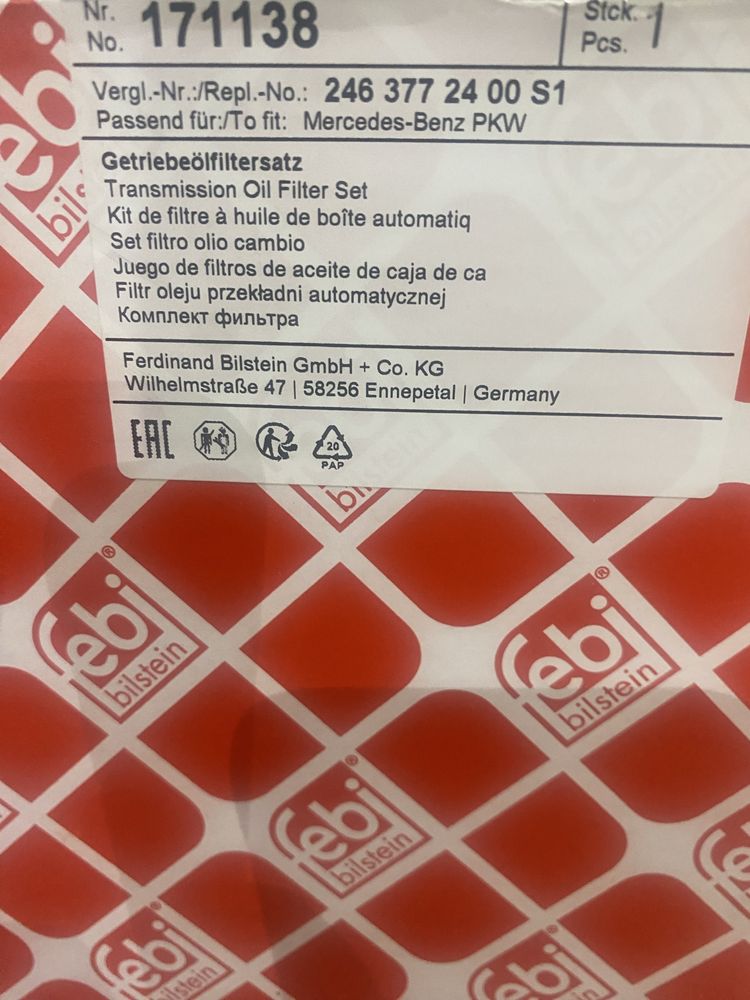 Nr.
No. 171138
Stck.
Pcs. 1
Vergl.-Nr.:/Repl.-No.: 246 377 24 00 S1
Passend für:/To fit: Mercedes-Benz PKW
Getriebeölfiltersatz
Transmission Oil Filter Set
Kit de filtre à huile de boîte automatiq
Set filtro olio cambio
Juego de filtros de aceite de caja de ca
Filtr oleju przekładni automatycznej
Комплект фильтра
Ferdinand Bilstein GmbH + Co. KG
Wilhelmstraße 47 | 58256 Ennepetal | Germany
EAC
20
PAP
febi
bilstein
febi
bilstein
febi
bilstein
febi
bilstein
febi
bilstein